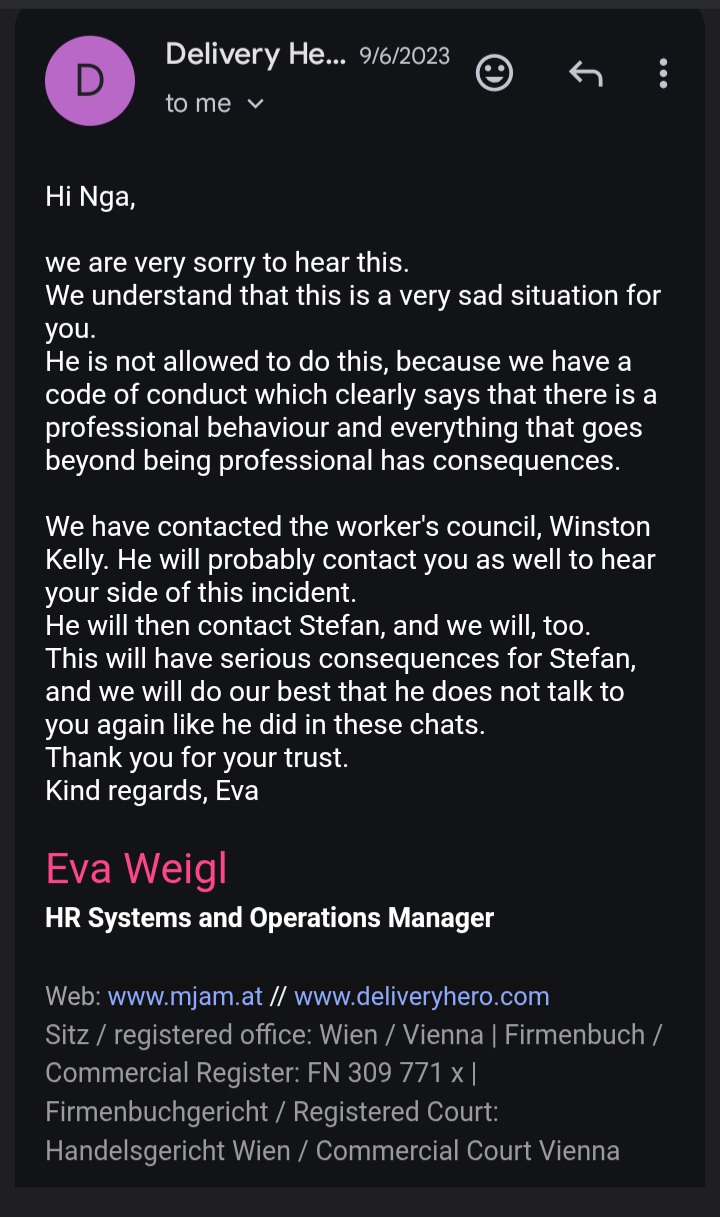 D
Delivery He... 9/6/2023
to me
Hi Nga,
we are very sorry to hear this.
We understand that this is a very sad situation for
you.
He is not allowed to do this, because we have a
code of conduct which clearly says that there is a
professional behaviour and everything that goes
beyond being professional has consequences.
We have contacted the worker's council, Winston
Kelly. He will probably contact you as well to hear
your side of this incident.
He will then contact Stefan, and we will, too.
This will have serious consequences for Stefan,
and we will do our best that he does not talk to
you again like he did in these chats.
Thank you for your trust.
Kind regards, Eva
Eva Weigl
HR Systems and Operations Manager
Web: www.mjam.at // www.deliveryhero.com
Sitz / registered office: Wien / Vienna | Firmenbuch /
Commercial Register: FN 309 771 x |
Firmenbuchgericht / Registered Court:
Handelsgericht Wien / Commercial Court Vienna